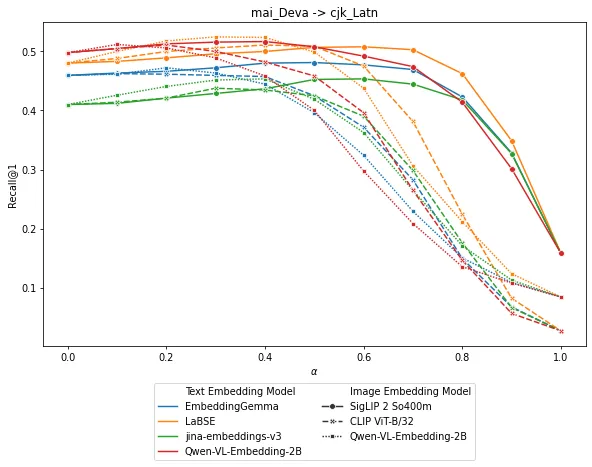 mai_Deva -> cjk_Latn
Recall@1
0.5
0.4
0.3
0.2
0.1
0.0 0.2 0.4 0.6 0.8 1.0
α
Text Embedding Model Image Embedding Model
EmbeddingGemma SigLIP 2 So400m
LaBSE CLIP ViT-B/32
jina-embeddings-v3 Qwen-VL-Embedding-2B
Qwen-VL-Embedding-2B